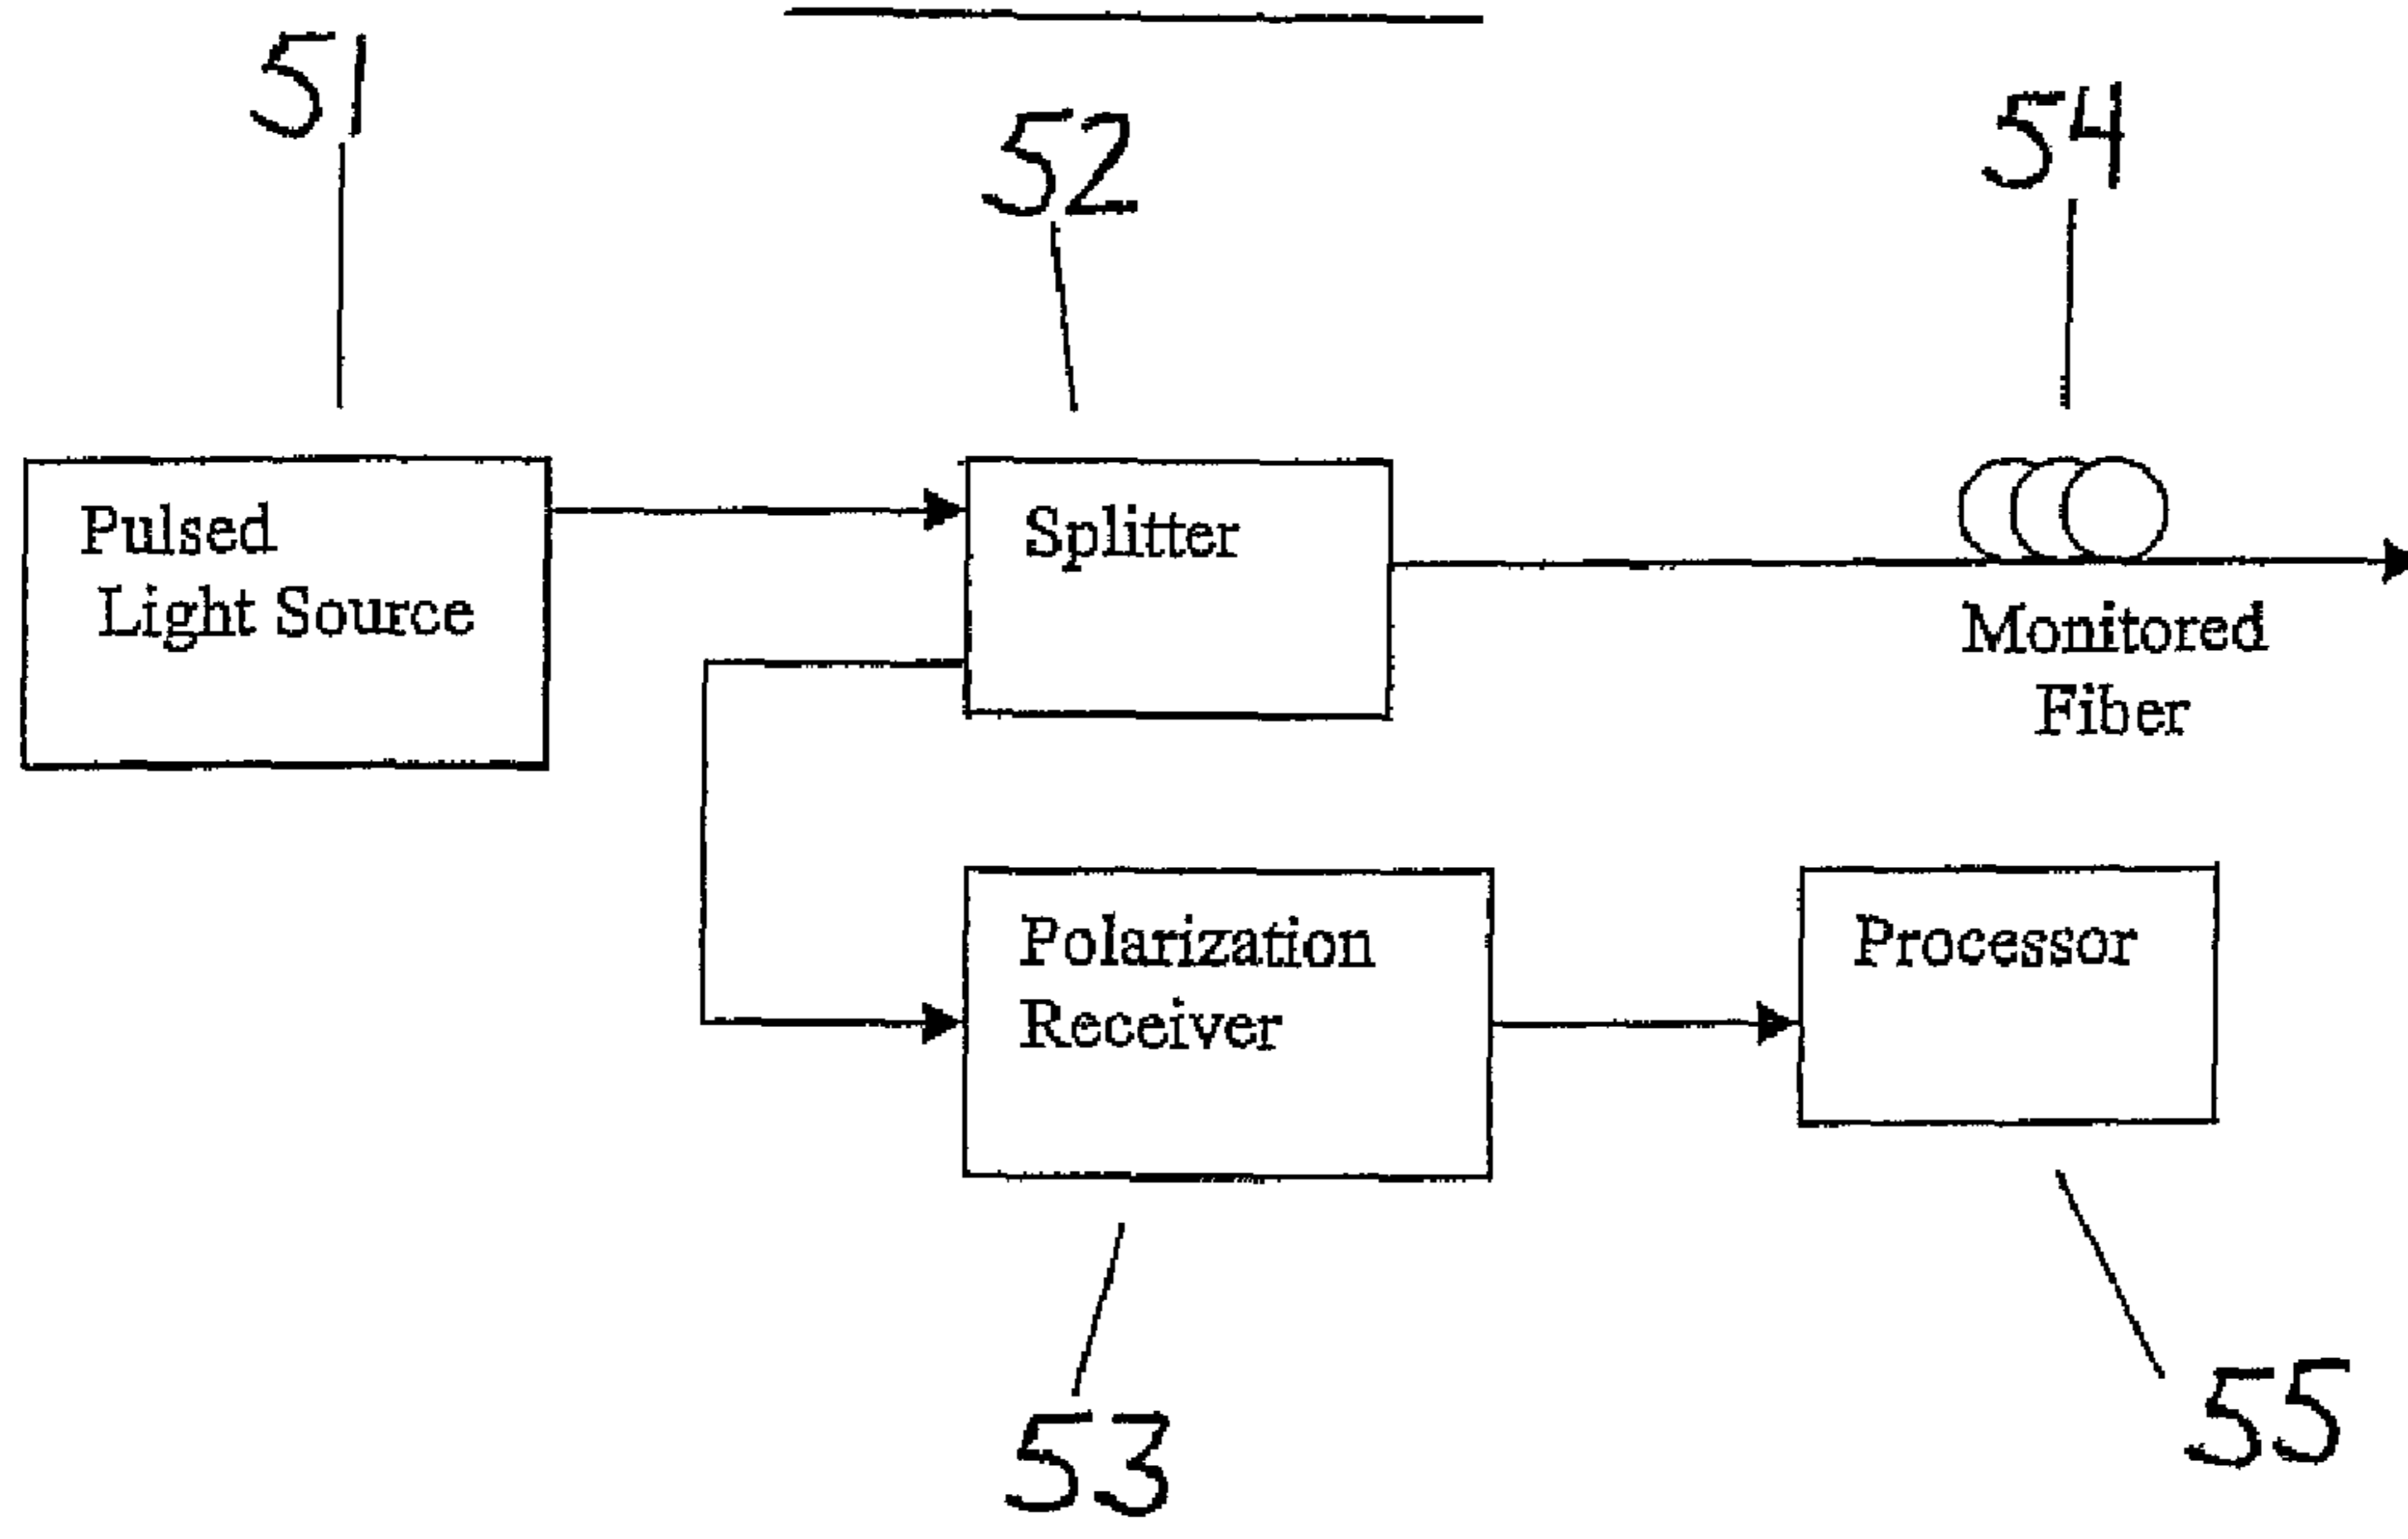 51
52
54
Pulsed
Light Source
Splitter
Monitored
Fiber
Polarization
Receiver
Processor
53
55